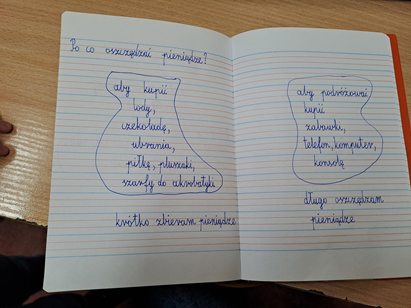 Po co oszczędzać pieniądze?
aby kupić
lody,
czekoladę,
ubrania,
piłkę, pluszaki,
szarfy do akrobatyki
krótko zbieram pieniądze
aby podróżować
kupić
zabawki,
telefon, komputer,
konsolę
długo oszczędzam
pieniądze